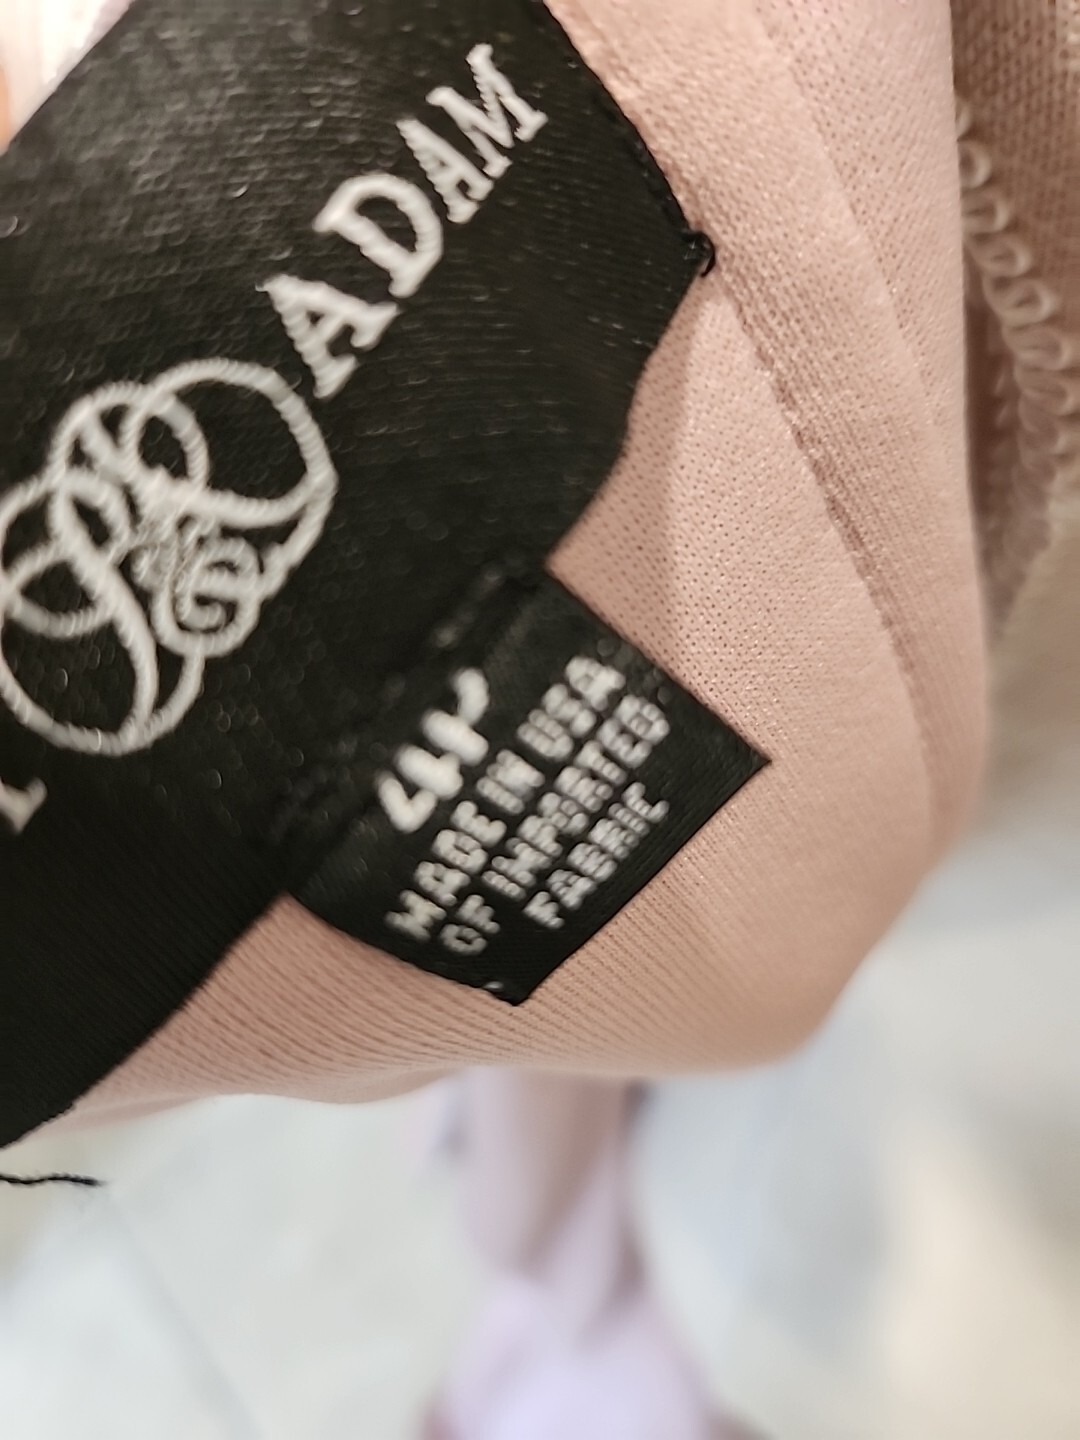 ADAM
MADE IN USA
OF IMPORTED
FABRIC